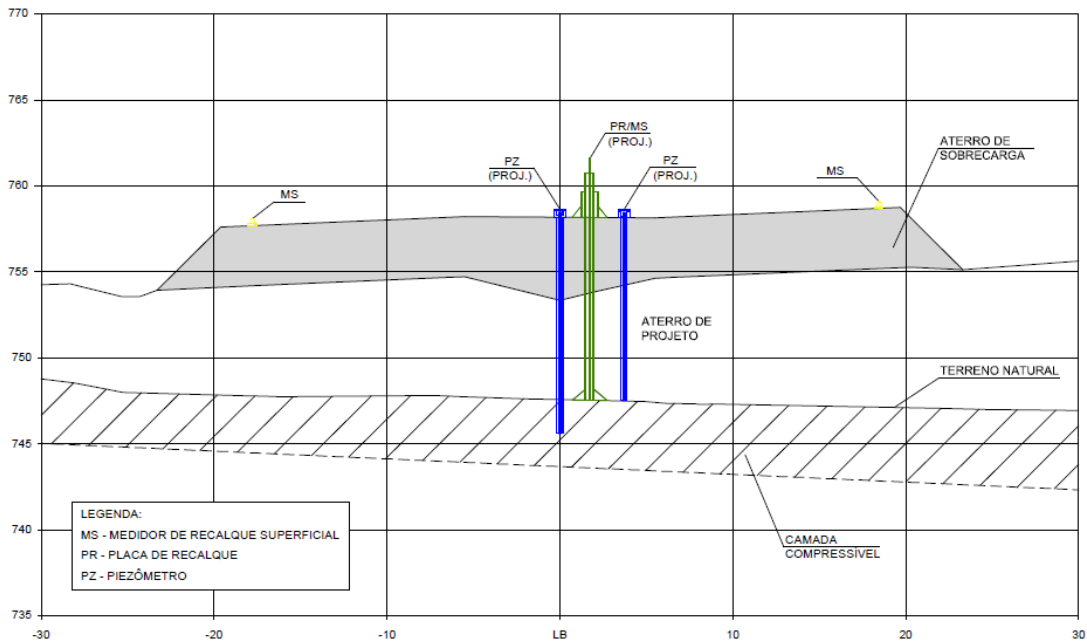 770
765
760
755
750
745
740
735
-30
-20
-10
LB
10
20
30
MS
PZ
(PROJ.)
PR/MS
(PROJ.)
PZ
(PROJ.)
MS
ATERRO DE
SOBRECARGA
ATERRO DE
PROJETO
TERRENO NATURAL
CAMADA
COMPRESSÍVEL
LEGENDA:
MS - MEDIDOR DE RECALQUE SUPERFICIAL
PR - PLACA DE RECALQUE
PZ - PIEZÔMETRO